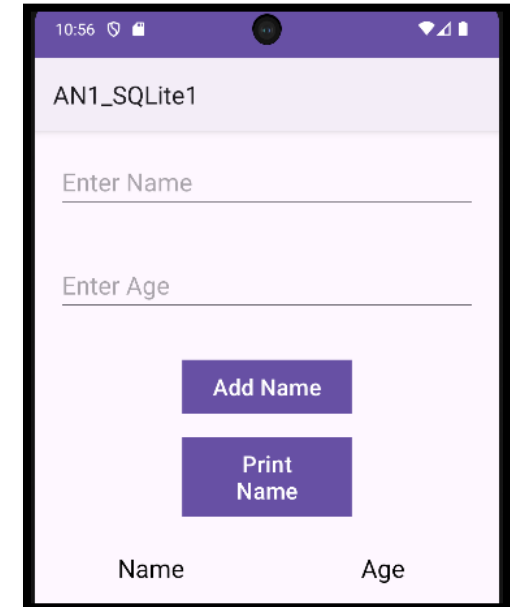 10:56
AN1_SQLite1
Enter Name
Enter Age
Add Name
Print
Name
Name Age